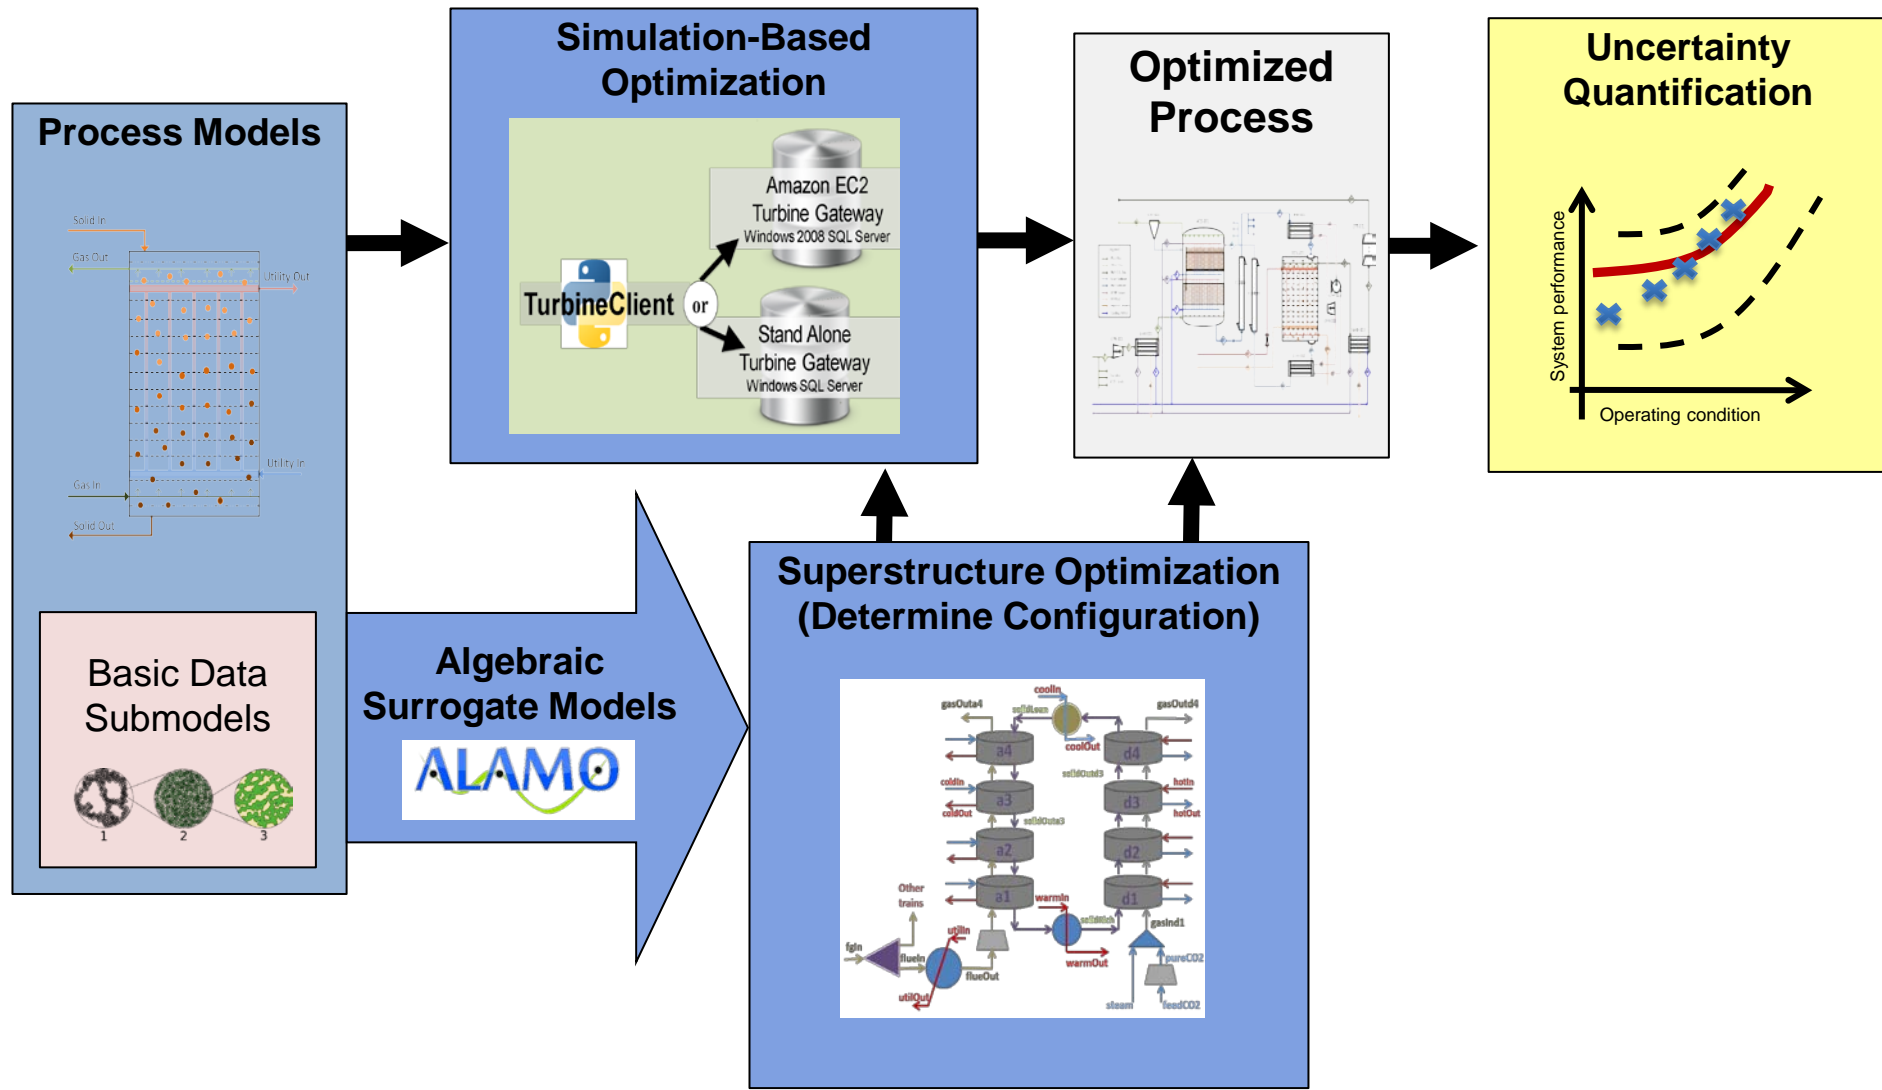 Process Models
Solid In
Gas Out
Utility Out
Utility In
Gas In
Solid Out
Basic Data
Submodels
1
2
3
Simulation-Based
Optimization
Amazon EC2
Turbine Gateway
Windows 2008 SQL Server
TurbineClient
or
Stand Alone
Turbine Gateway
Windows SQL Server
Optimized
Process
Uncertainty
Quantification
System performance
Operating condition
Algebraic
Surrogate Models
ALAMO
Superstructure Optimization
(Determine Configuration)
coolIn
gasOuta4
solidLean
gasOutd4
a4
coolOut
d4
solidOutd3
coldIn
hotIn
a3
d3
coldOut
hotOut
solidOuta3
a2
d2
Other
trains
a1
warmIn
d1
solidRich
gasInd1
utilIn
fgIn
flueIn
flueOut
warmOut
pureCO2
utilOut
steam
feedCO2